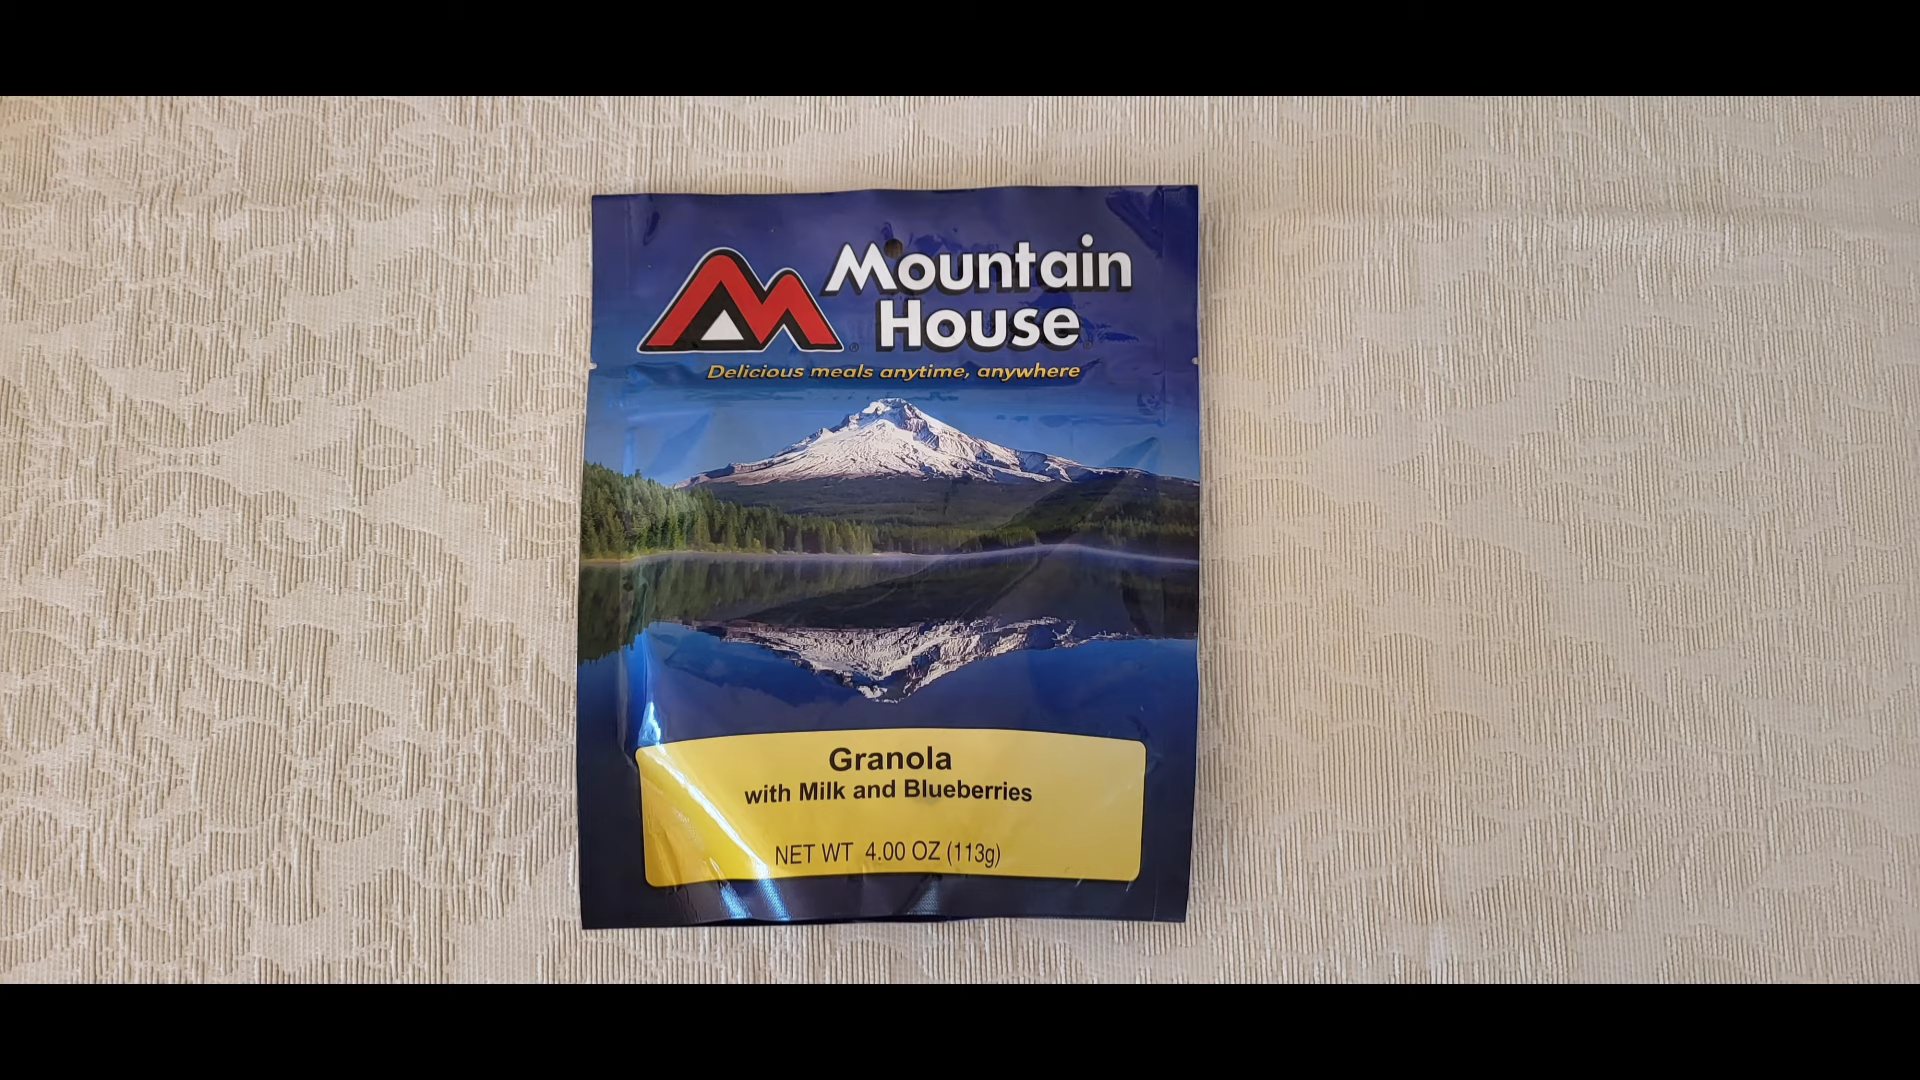 Mountain
House
Delicious meals anytime, anywhere
Granola
with Milk and Blueberries
NET WT 4.00 OZ (113g)